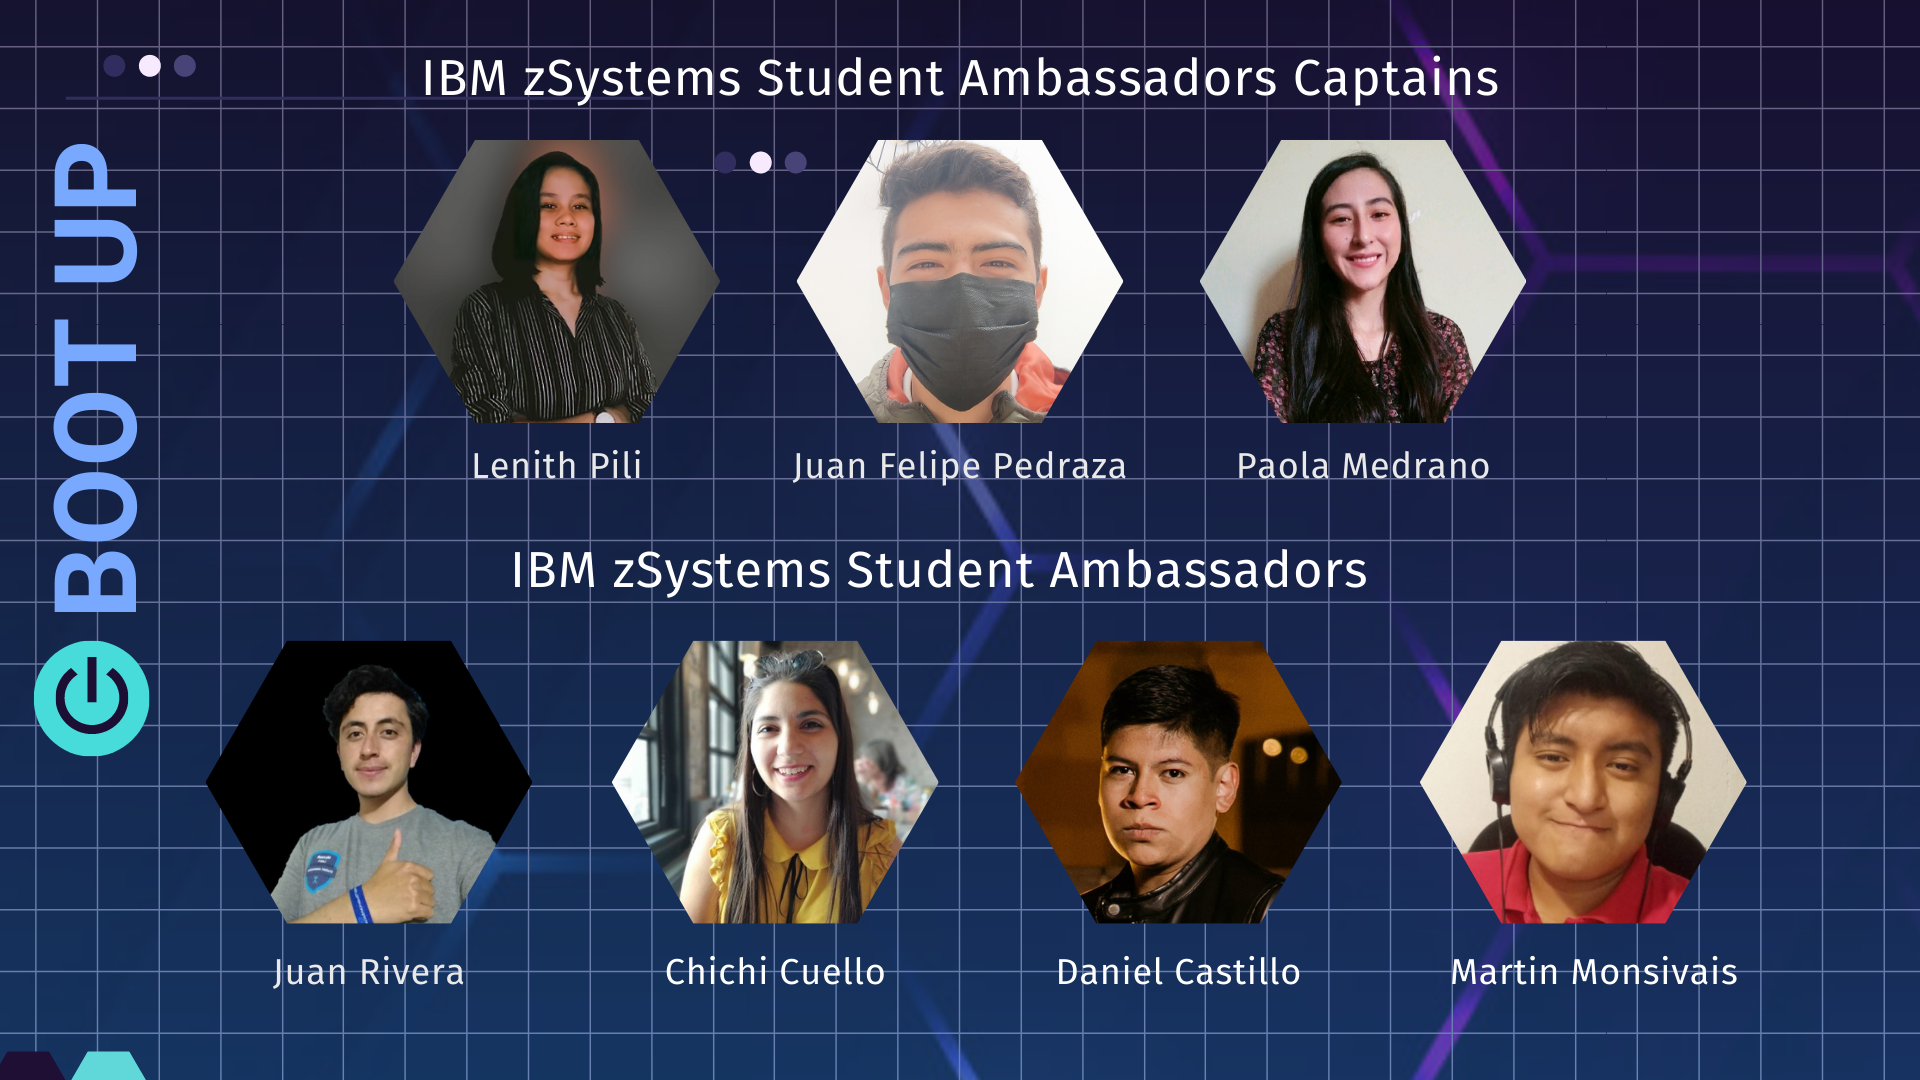 IBM zSystems Student Ambassadors Captains
BOOT UP
Lenith Pili
Juan Felipe Pedraza
Paola Medrano
IBM zSystems Student Ambassadors
Juan Rivera
Chichi Cuello
Daniel Castillo
Martin Monsivais